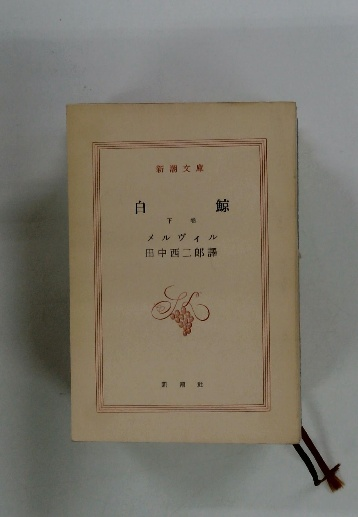 新潮文庫
白鯨
下巻
メルヴィル
田中西二郎譯
新潮社